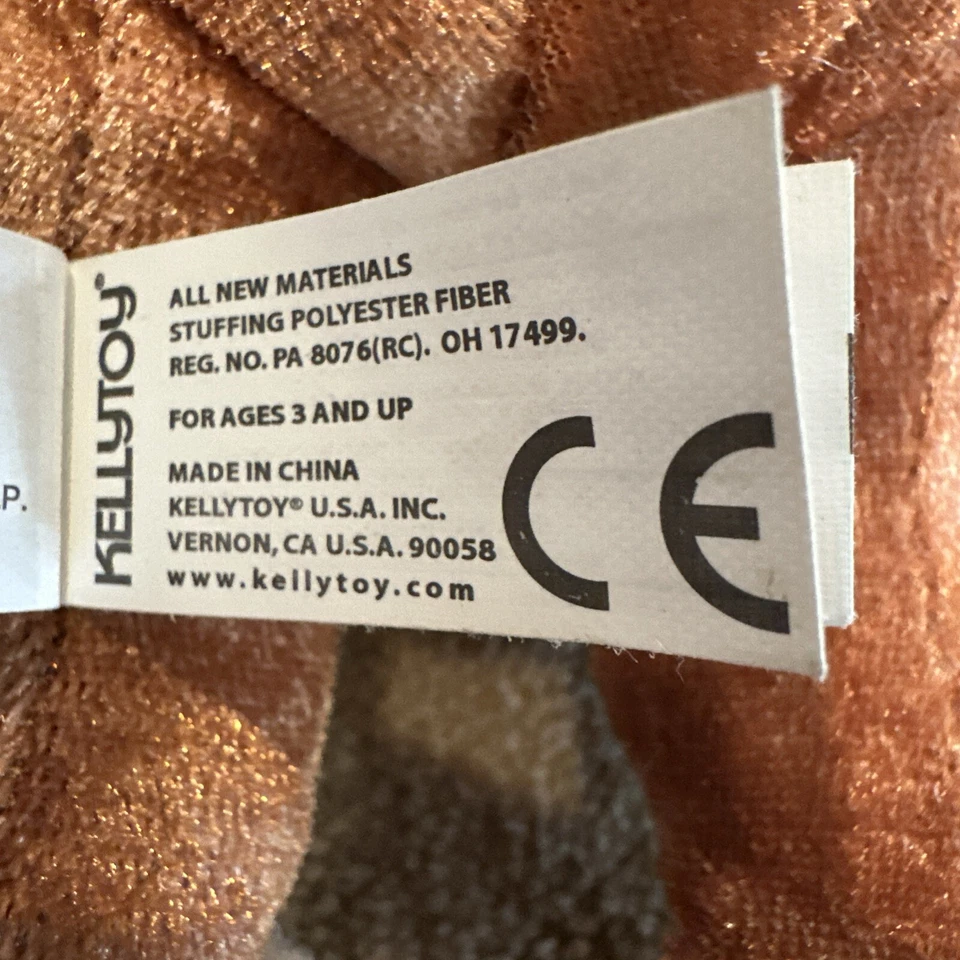 KELLYTOY®
ALL NEW MATERIALS
STUFFING POLYESTER FIBER
REG. NO. PA 8076(RC). OH 17499.
FOR AGES 3 AND UP
MADE IN CHINA
KELLYTOY® U.S.A. INC.
VERNON, CA U.S.A. 90058
www.kellytoy.com
CE
P.